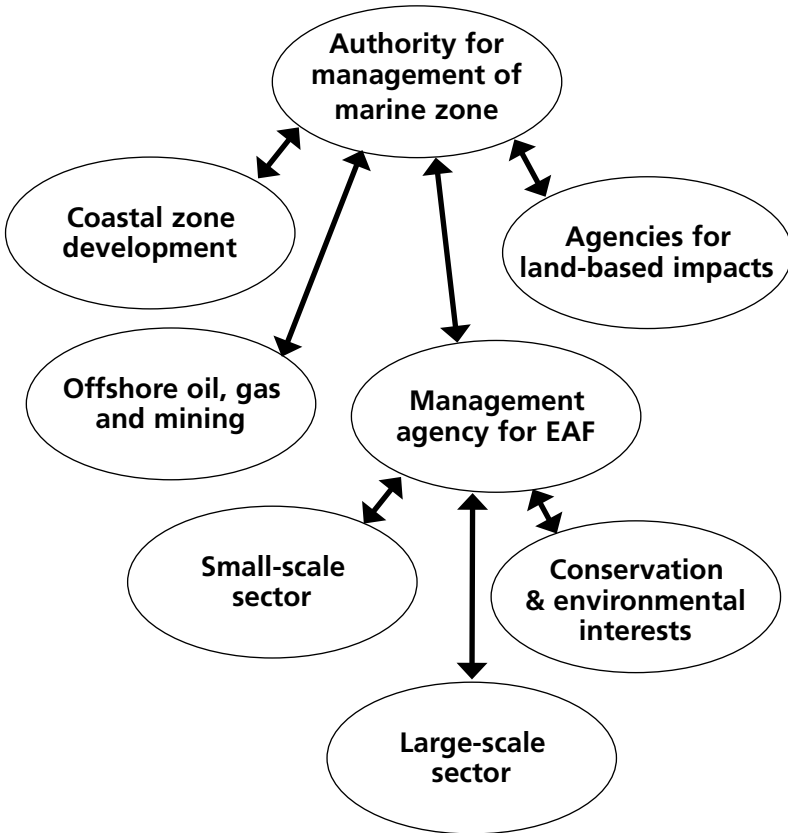 Authority for
management of
marine zone
Coastal zone
development
Agencies for
land-based impacts
Offshore oil, gas
and mining
Management
agency for EAF
Small-scale
sector
Conservation
& environmental
interests
Large-scale
sector